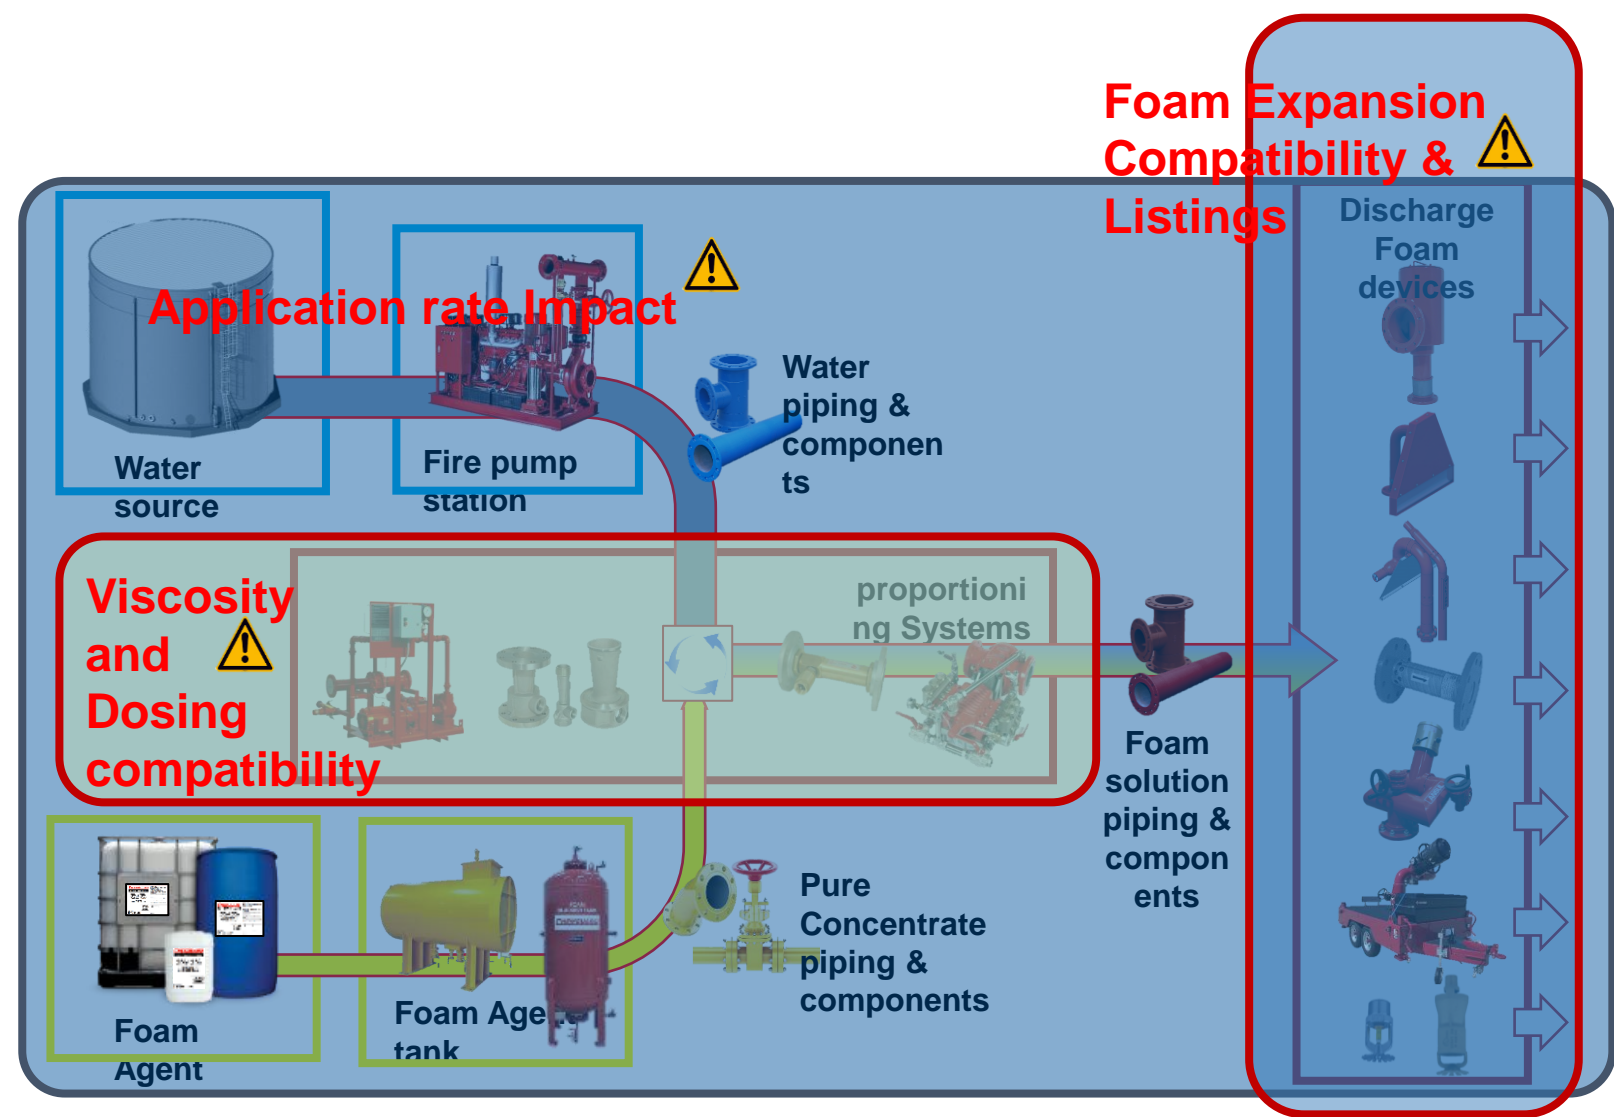 Foam Expansion
Compatibility &
Listings
Discharge
Foam
devices
Application rate Impact
Water
source
Fire pump
station
Water
piping &
componen
ts
Viscosity
and
Dosing
compatibility
proportioni
ng Systems
Foam
solution
piping &
compon
ents
Foam
Agent
Foam Agent
tank
Pure
Concentrate
piping &
components